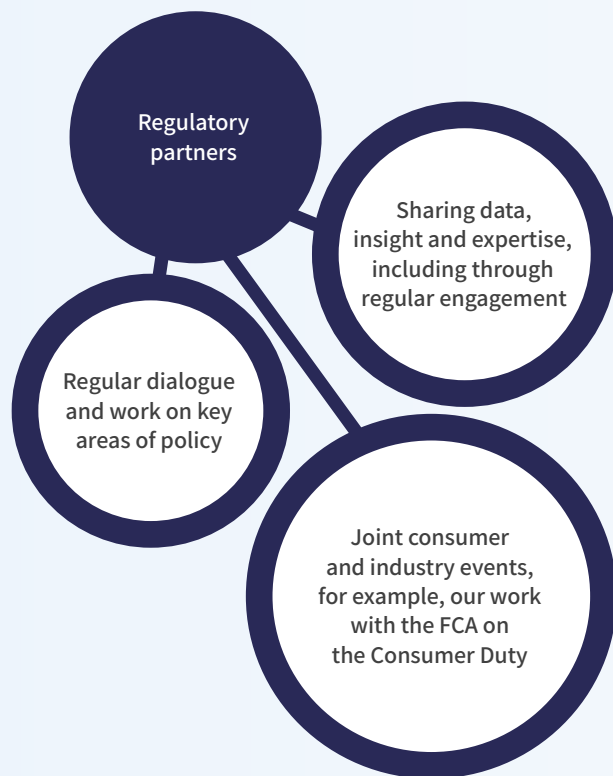 Regulatory
partners
Sharing data,
insight and expertise,
including through
regular engagement
Regular dialogue
and work on key
areas of policy
Joint consumer
and industry events,
for example, our work
with the FCA on
the Consumer Duty